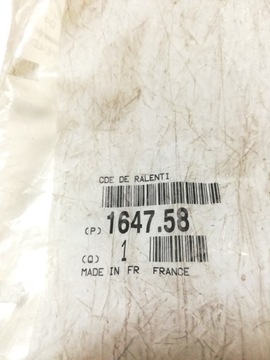 CDE DE RALENTI
(P) 1647.58
(Q) 1
MADE IN FR FRANCE